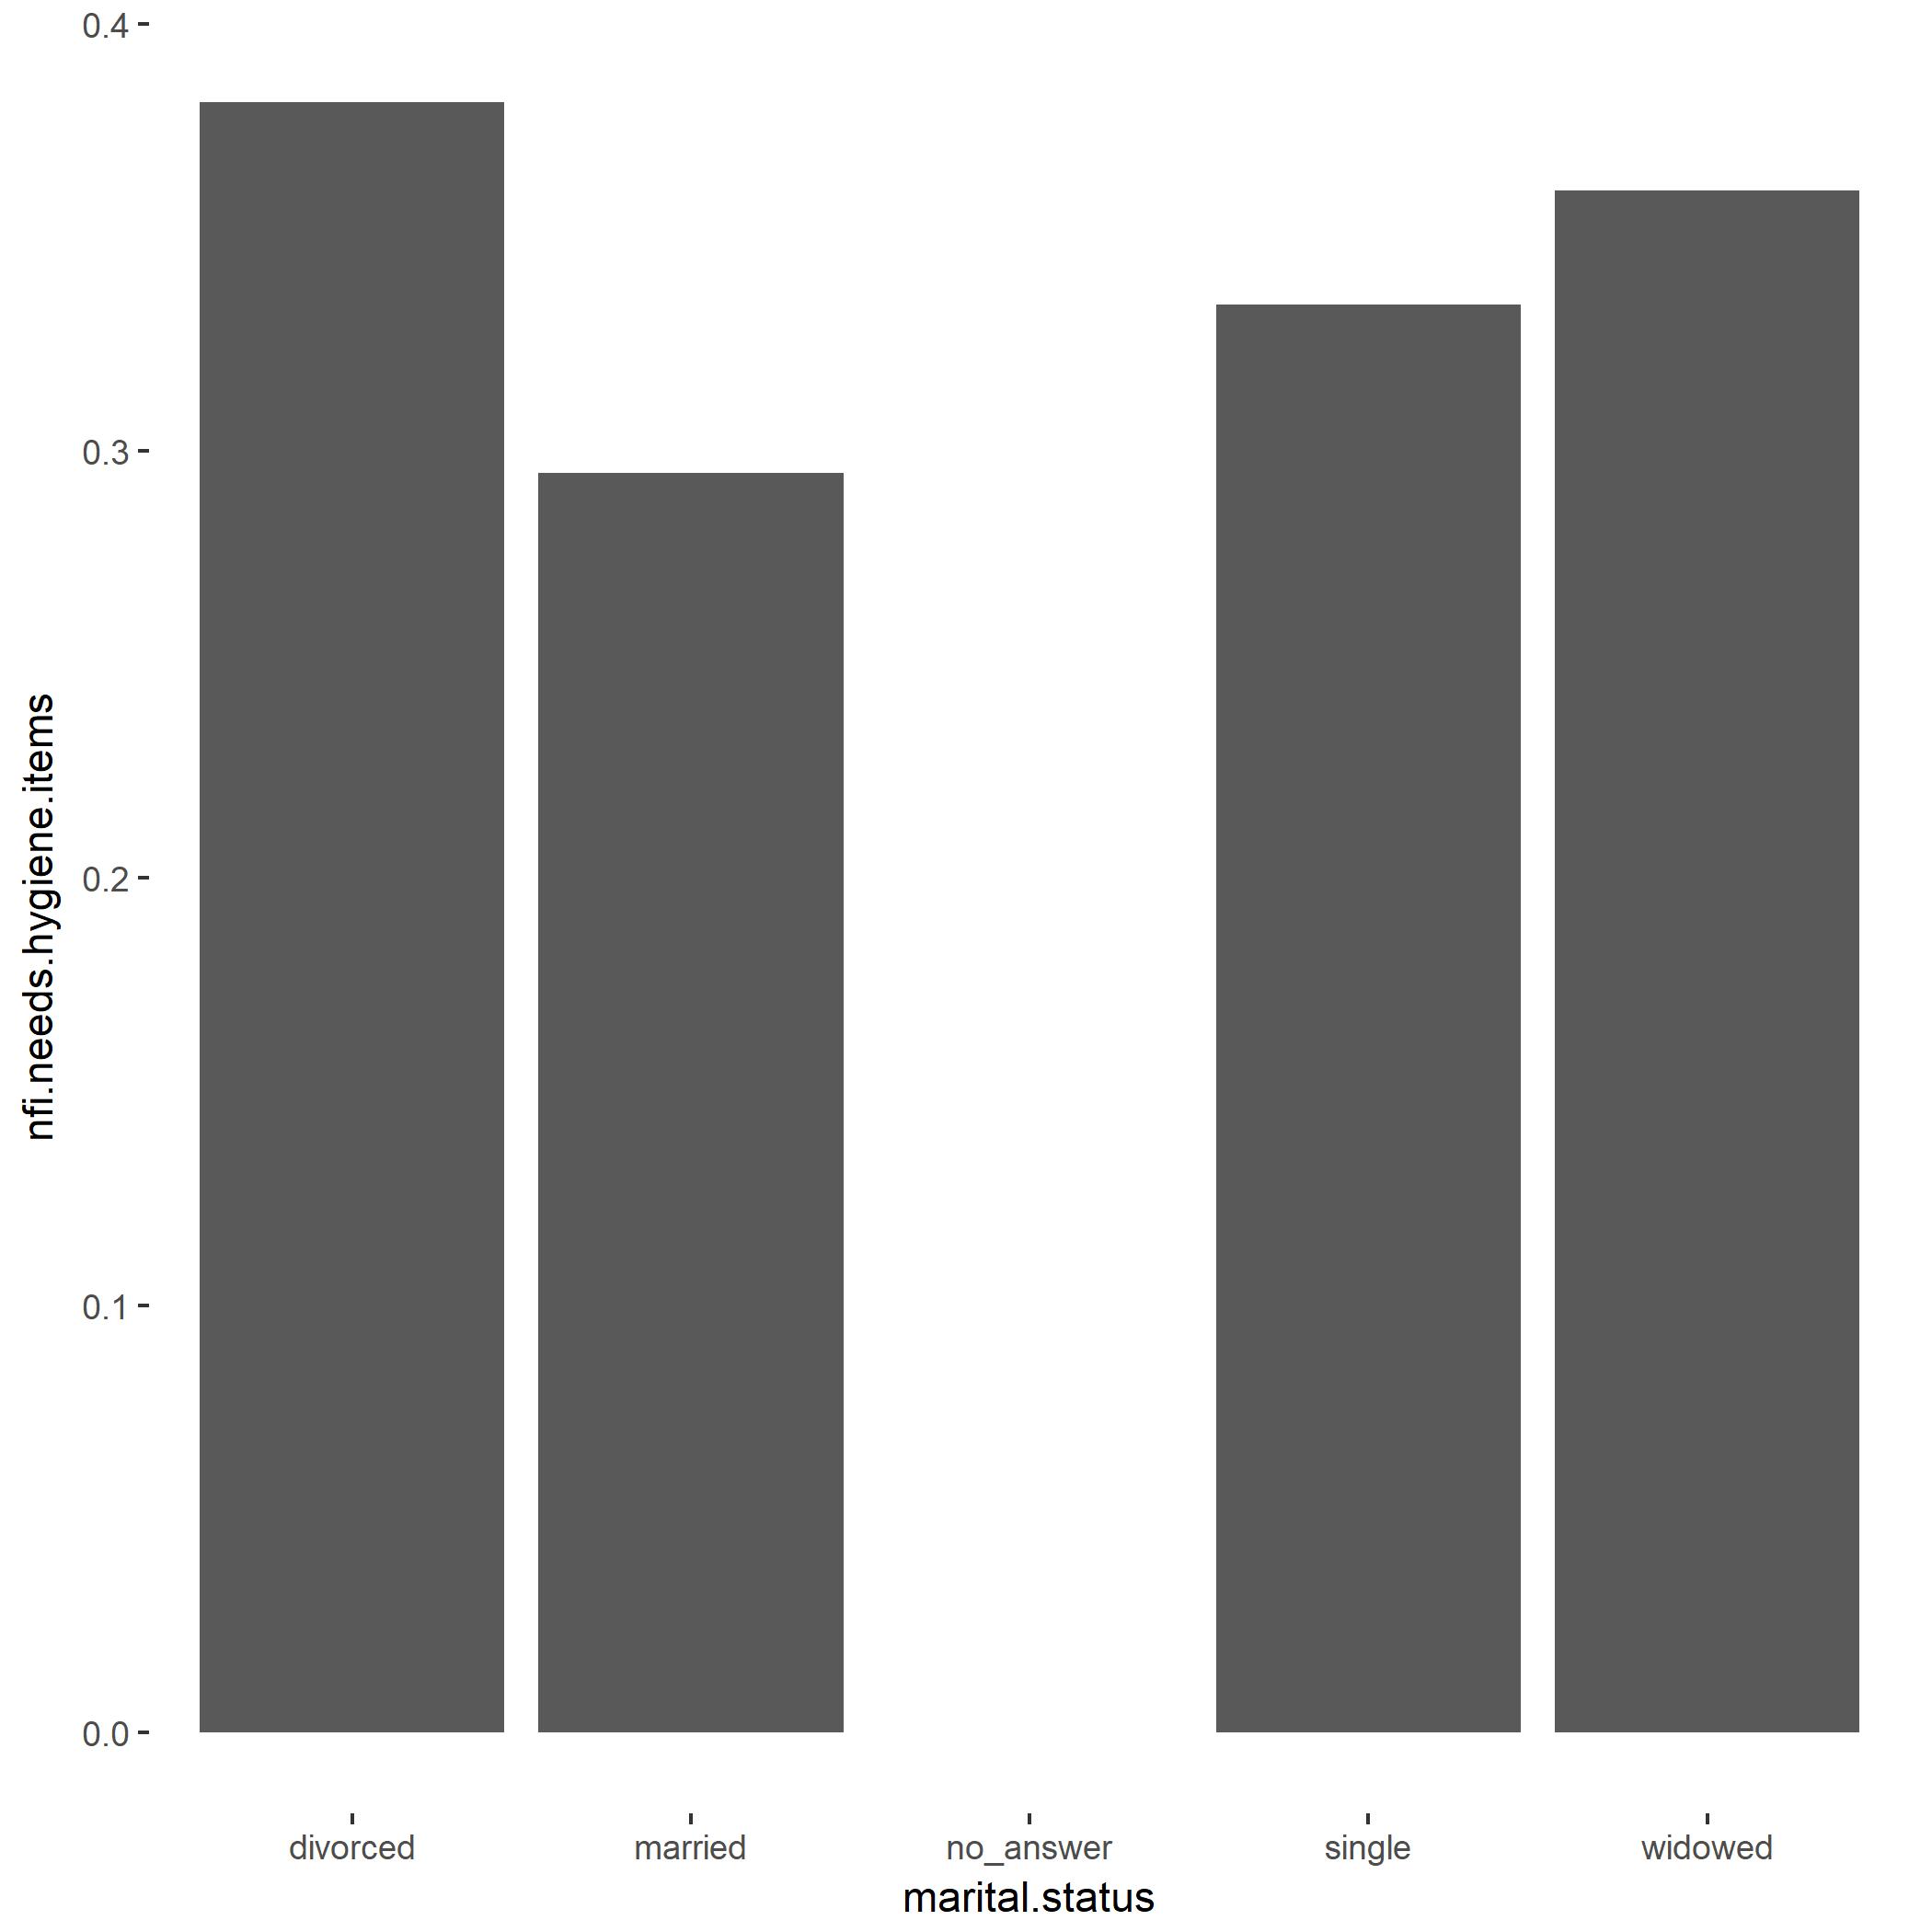 0.4
0.3
0.2
0.1
0.0
nfi.needs.hygiene.items
divorced married no_answer single widowed
marital.status